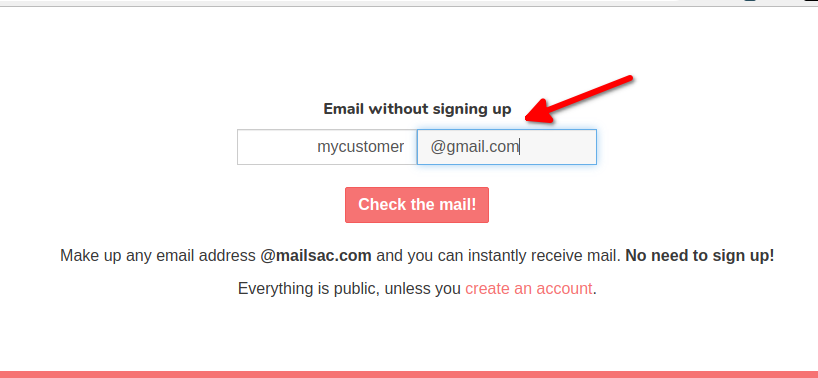 Email without signing up
mycustomer @gmail.com
Check the mail!
Make up any email address @mailsac.com and you can instantly receive mail. No need to sign up!
Everything is public, unless you create an account.